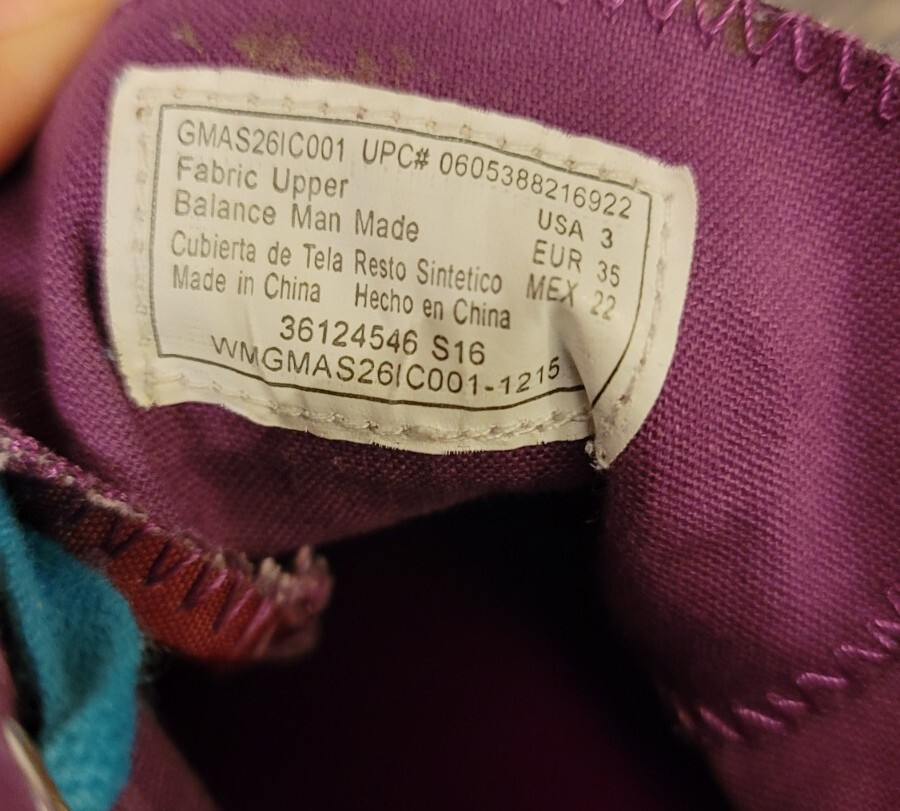 GMAS26IC001 UPC# 0605388216922
Fabric Upper USA 3
Balance Man Made EUR 35
Cubierta de Tela Resto Sintetico MEX 22
Made in China Hecho en China
36124546 S16
WMGMAS26IC001-1215